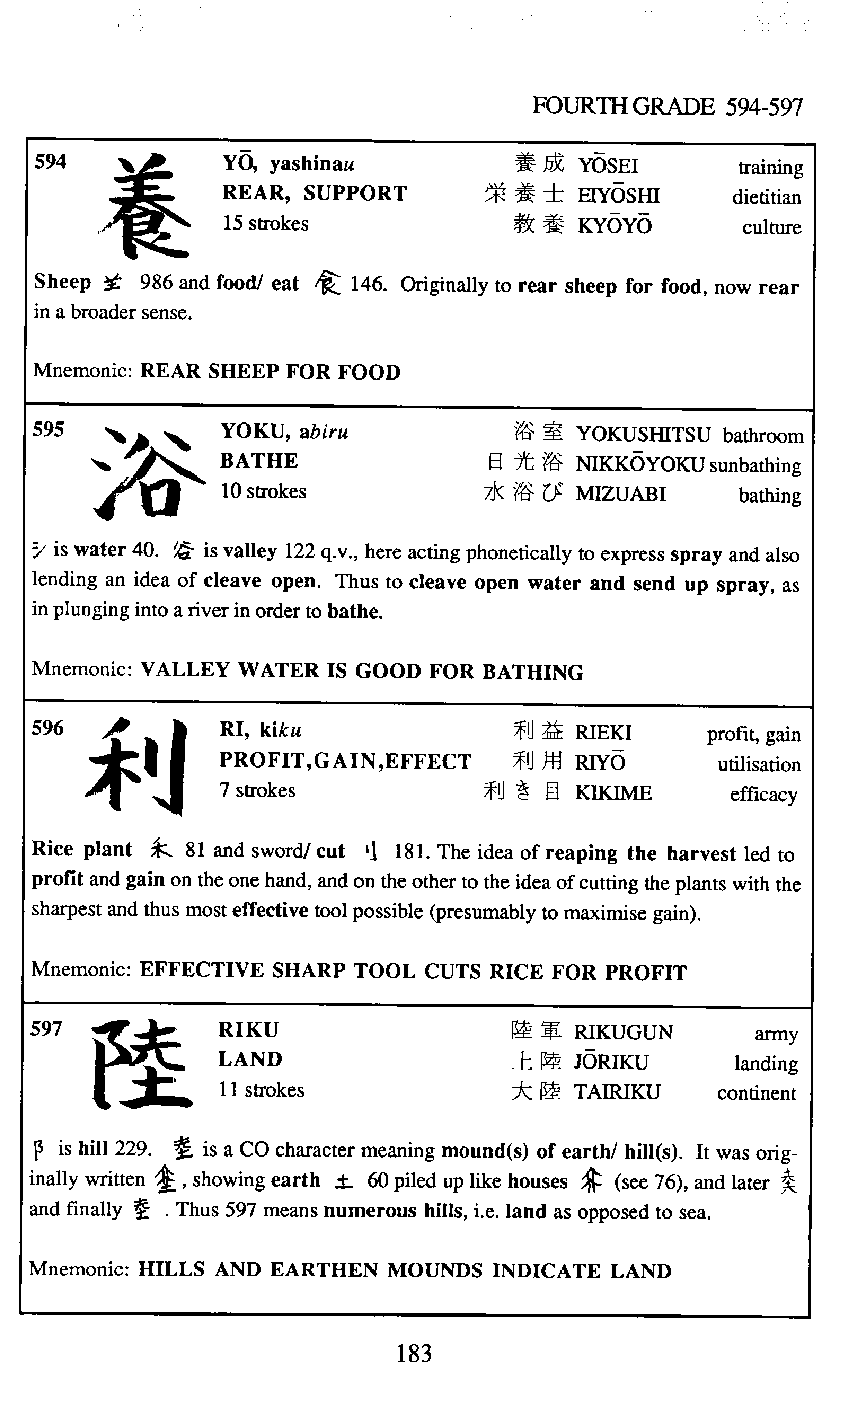 FOURTH GRADE 594-597
594 養 YŌ, yashinau 養成 YŌSEI training
REAR, SUPPORT 栄養士 EIYŌSHI dietitian
15 strokes 教養 KYŌYŌ culture
Sheep 𦍌 986 and food/ eat 食 146. Originally to rear sheep for food, now rear
in a broader sense.
Mnemonic: REAR SHEEP FOR FOOD
595 浴 YOKU, abiru 浴室 YOKUSHITSU bathroom
BATHE 日光浴 NIKKŌYOKU sunbathing
10 strokes 水浴び MIZUABI bathing
氵 is water 40. 谷 is valley 122 q.v., here acting phonetically to express spray and also
lending an idea of cleave open. Thus to cleave open water and send up spray, as
in plunging into a river in order to bathe.
Mnemonic: VALLEY WATER IS GOOD FOR BATHING
596 利 RI, kiku 利益 RIEKI profit, gain
PROFIT,GAIN,EFFECT 利用 RIYŌ utilisation
7 strokes 利き目 KIKIME efficacy
Rice plant 禾 81 and sword/ cut 刂 181. The idea of reaping the harvest led to
profit and gain on the one hand, and on the other to the idea of cutting the plants with the
sharpest and thus most effective tool possible (presumably to maximise gain).
Mnemonic: EFFECTIVE SHARP TOOL CUTS RICE FOR PROFIT
597 陸 RIKU 陸軍 RIKUGUN army
LAND 上陸 JŌRIKU landing
11 strokes 大陸 TAIRIKU continent
阝 is hill 229. 坴 is a CO character meaning mound(s) of earth/ hill(s). It was orig-
inally written , showing earth 土 60 piled up like houses (see 76), and later
and finally 坴 . Thus 597 means numerous hills, i.e. land as opposed to sea.
Mnemonic: HILLS AND EARTHEN MOUNDS INDICATE LAND
183